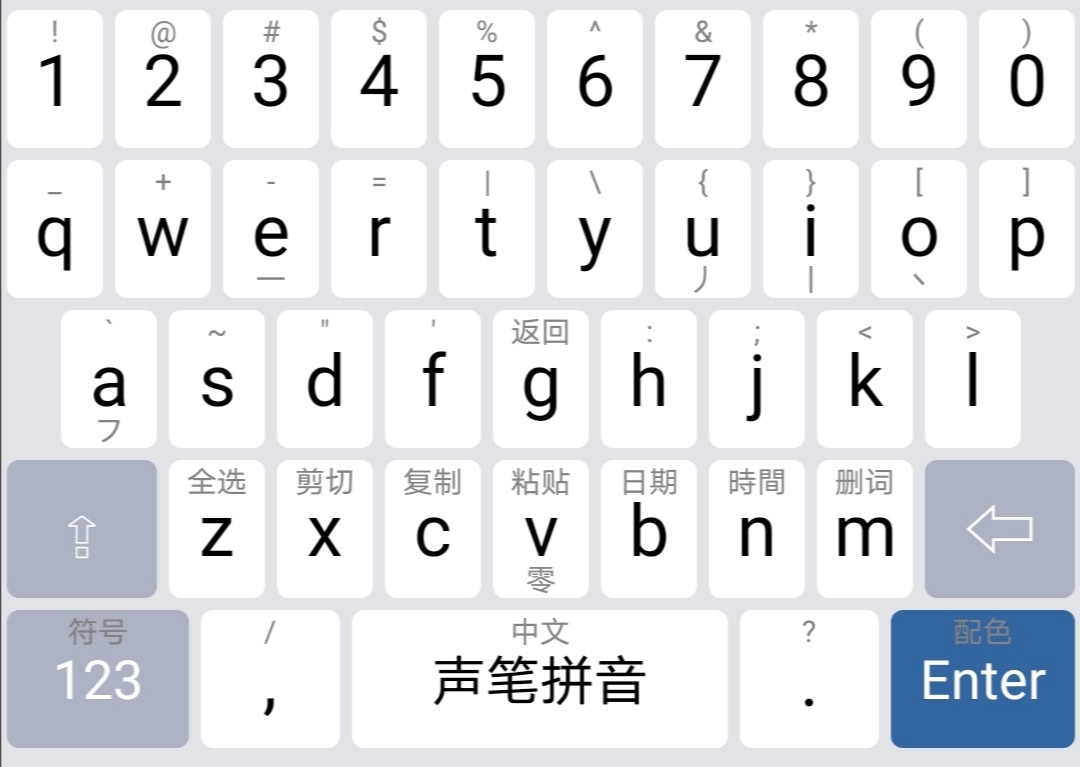 ! @ # $ % ^ & * ( )
1 2 3 4 5 6 7 8 9 0
_ + - = | \ { } [ ]
q w e r t y u i o p
一 丿 丨 丶
` ~ " ' 返回 : ; < >
a s d f g h j k l
フ
全选 剪切 复制 粘贴 日期 時間 删词
z x c v b n m
零
符号 / 中文 ? 配色
123 , 声笔拼音 . Enter